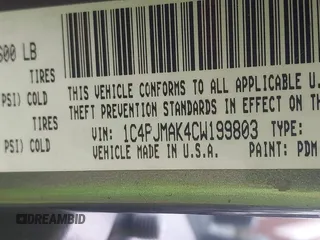 600 LB
TIRES
PSI) COLD
TIRES
PSI) COLD
THIS VEHICLE CONFORMS TO ALL APPLICABLE U.
THEFT PREVENTION STANDARDS IN EFFECT ON THE
VIN: 1C4PJMAK4CW199803 TYPE:
VEHICLE MADE IN U.S.A. PAINT: PDM
DREAMBID